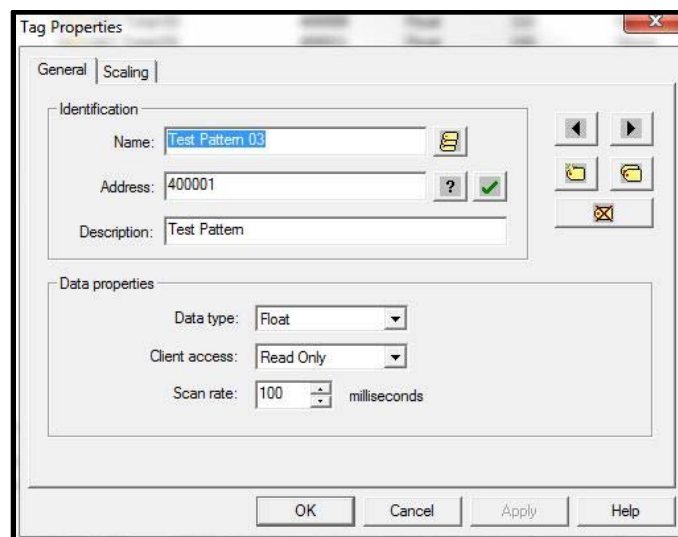 Tag Properties
General Scaling
Identification
Name: Test Pattern 03
Address: 400001 ?
Description: Test Pattern
Data properties
Data type: Float
Client access: Read Only
Scan rate: 100 milliseconds
OK Cancel Apply Help